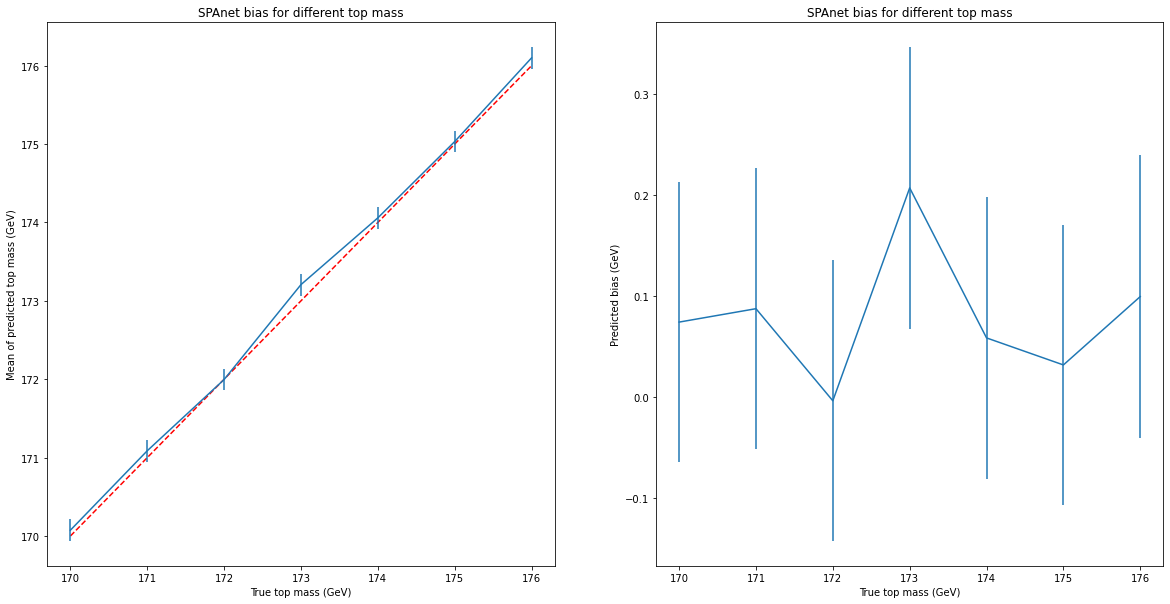 SPAnet bias for different top mass
Mean of predicted top mass (GeV)
176
175
174
173
172
171
170
170 171 172 173 174 175 176
True top mass (GeV)
SPAnet bias for different top mass
Predicted bias (GeV)
0.3
0.2
0.1
0.0
−0.1
170 171 172 173 174 175 176
True top mass (GeV)